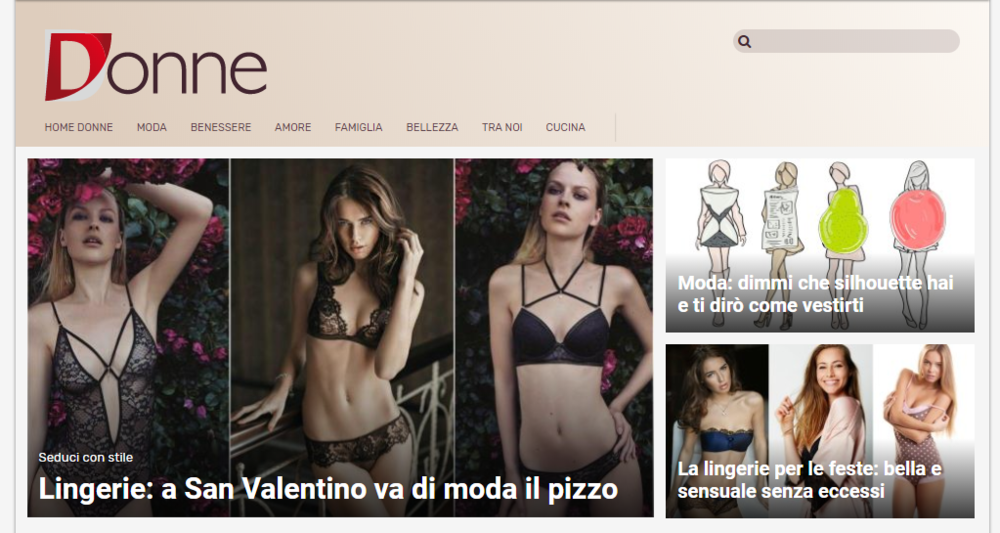 Donne
HOME DONNE MODA BENESSERE AMORE FAMIGLIA BELLEZZA TRA NOI CUCINA
Seduci con stile
Lingerie: a San Valentino va di moda il pizzo
Moda: dimmi che silhouette hai
e ti dirò come vestirti
La lingerie per le feste: bella e
sensuale senza eccessi